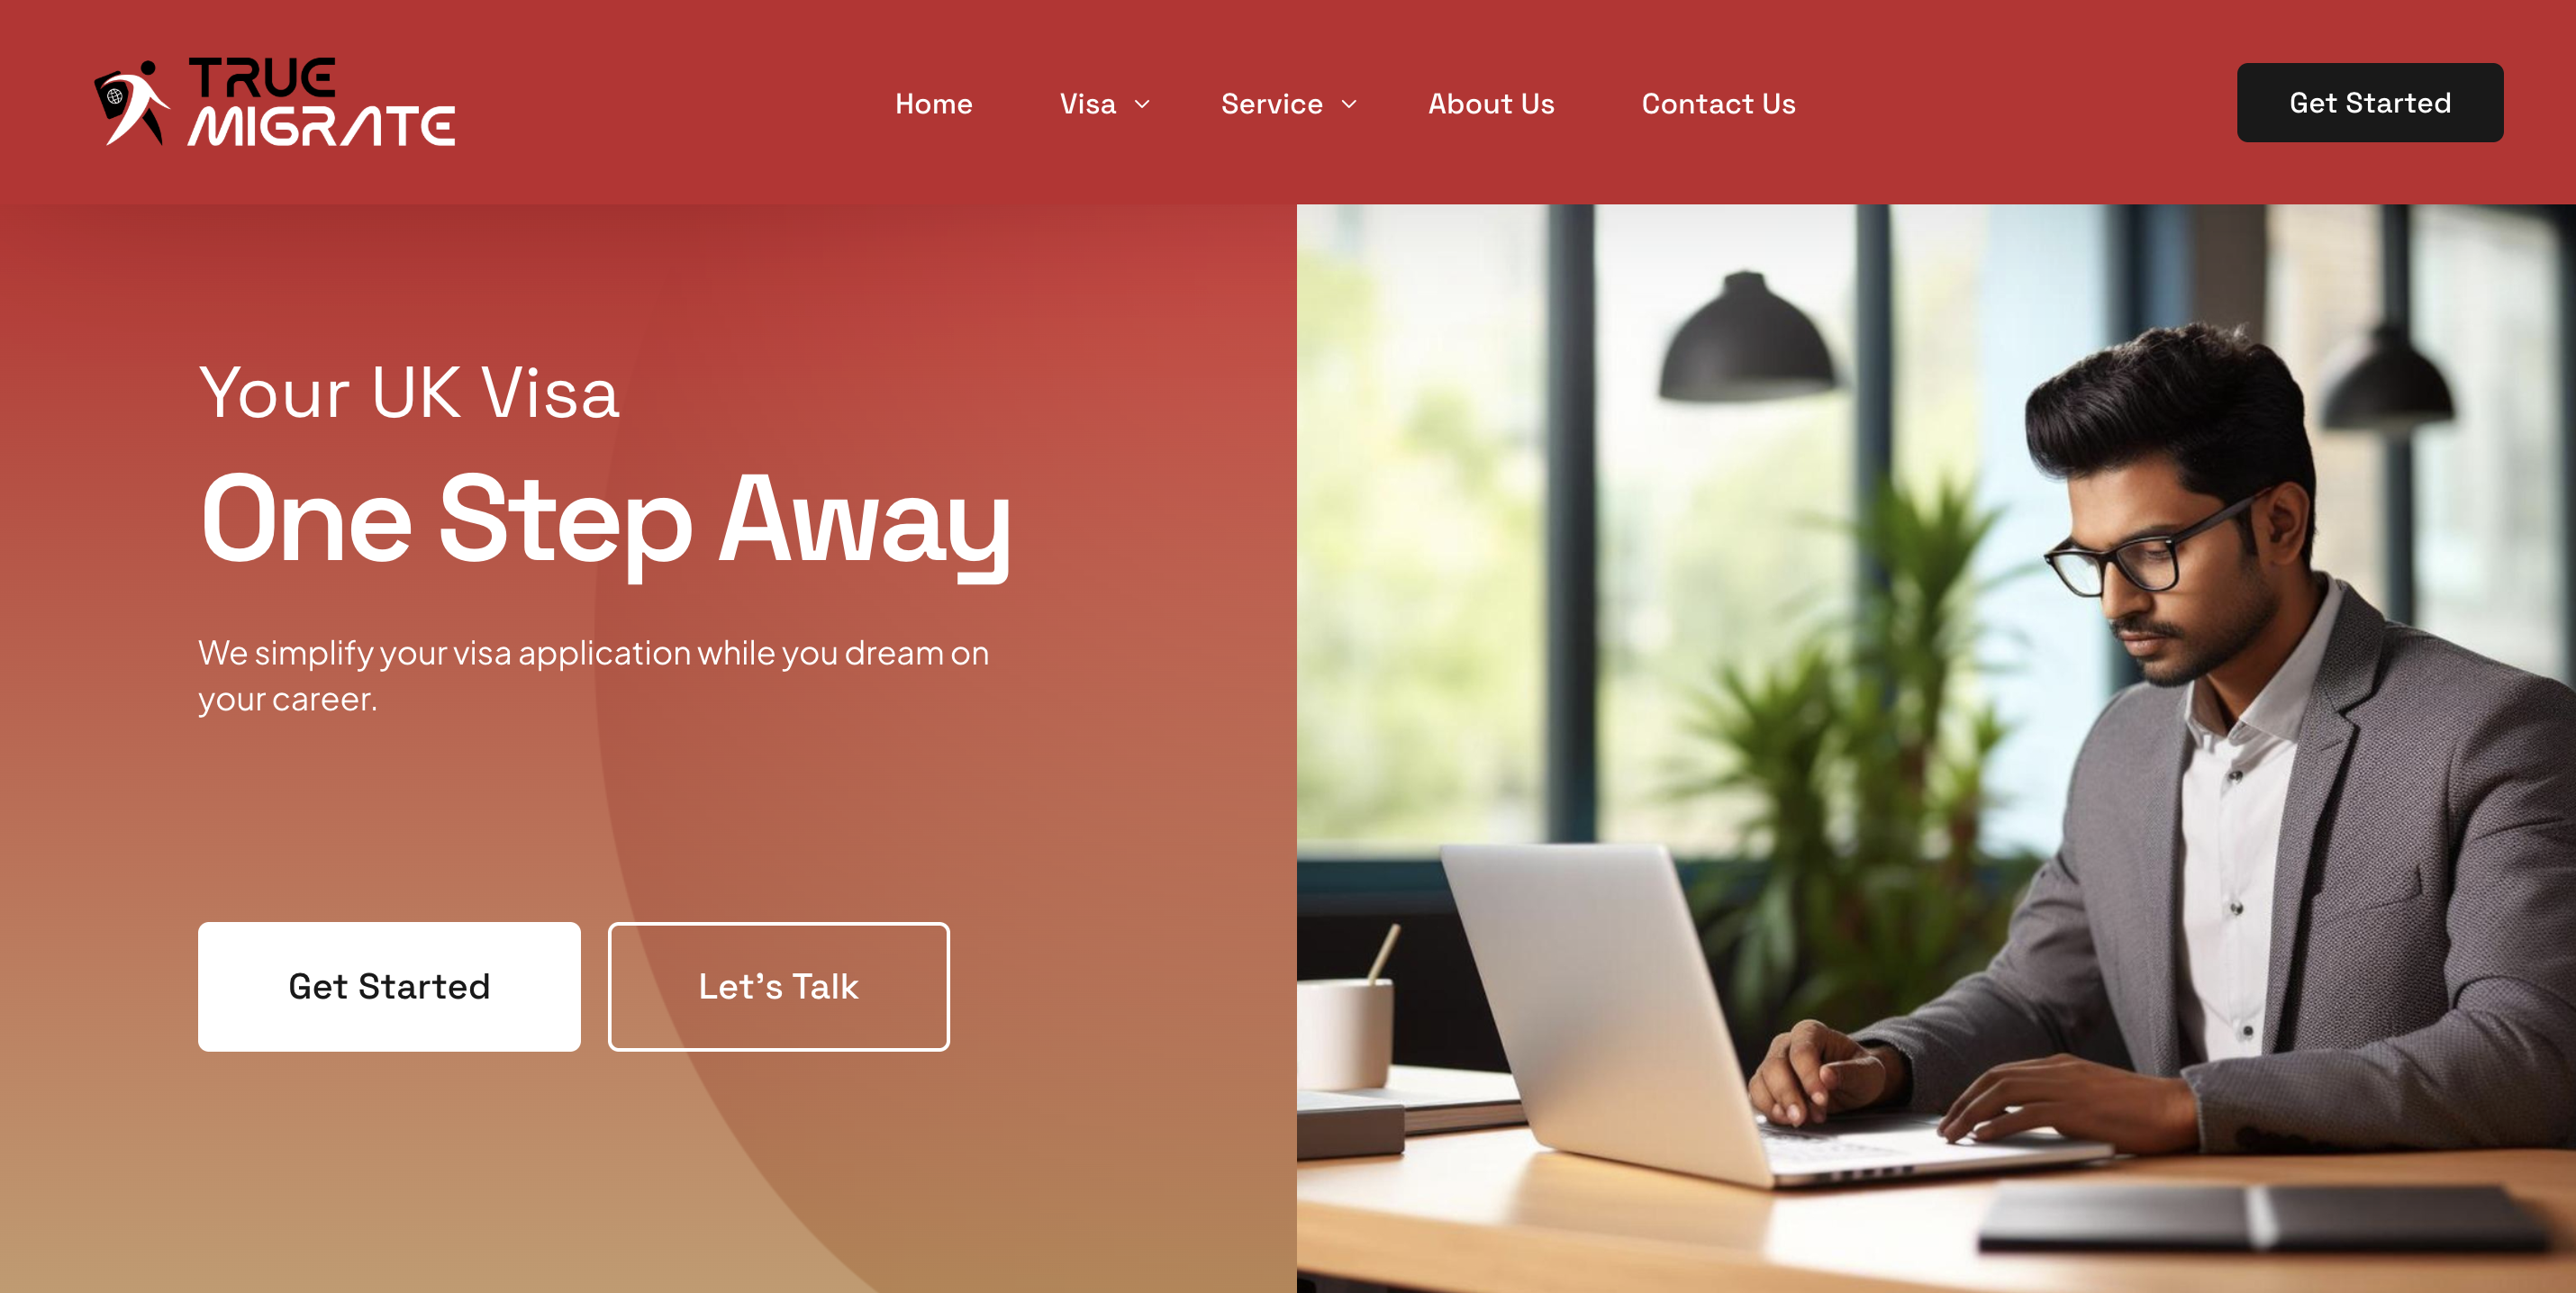 TRUE
MIGRATE
Home
Visa
Service
About Us
Contact Us
Get Started
Your UK Visa
One Step Away
We simplify your visa application while you dream on
your career.
Get Started
Let’s Talk